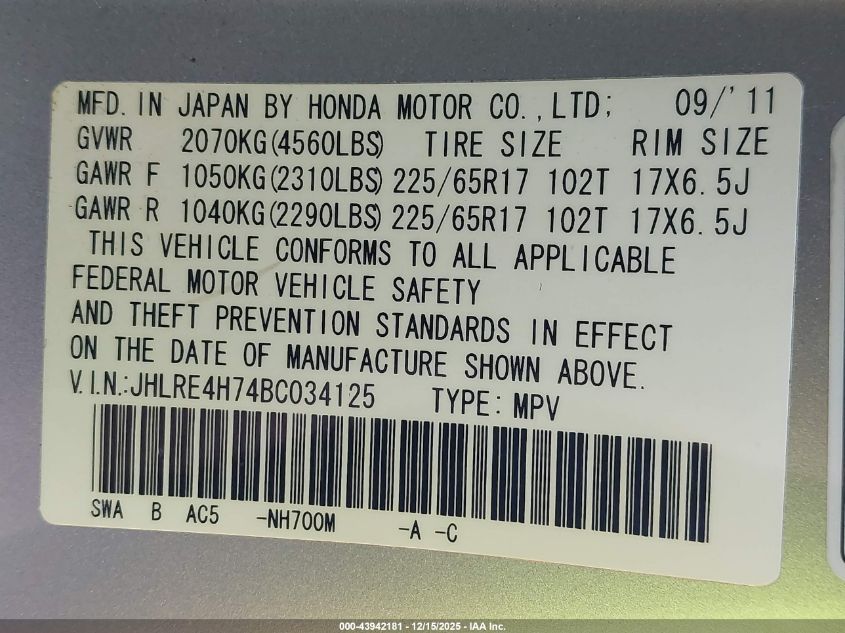 MFD. IN JAPAN BY HONDA MOTOR CO.,LTD; 09/'11
GVWR 2070KG(4560LBS) TIRE SIZE RIM SIZE
GAWR F 1050KG(2310LBS) 225/65R17 102T 17X6.5J
GAWR R 1040KG(2290LBS) 225/65R17 102T 17X6.5J
THIS VEHICLE CONFORMS TO ALL APPLICABLE
FEDERAL MOTOR VEHICLE SAFETY
AND THEFT PREVENTION STANDARDS IN EFFECT
ON THE DATE OF MANUFACTURE SHOWN ABOVE.
V.I.N.:JHLRE4H74BC034125 TYPE: MPV
SWA B AC5 -NH700M -A -C
000-43942181 - 12/15/2025 - IAA Inc.